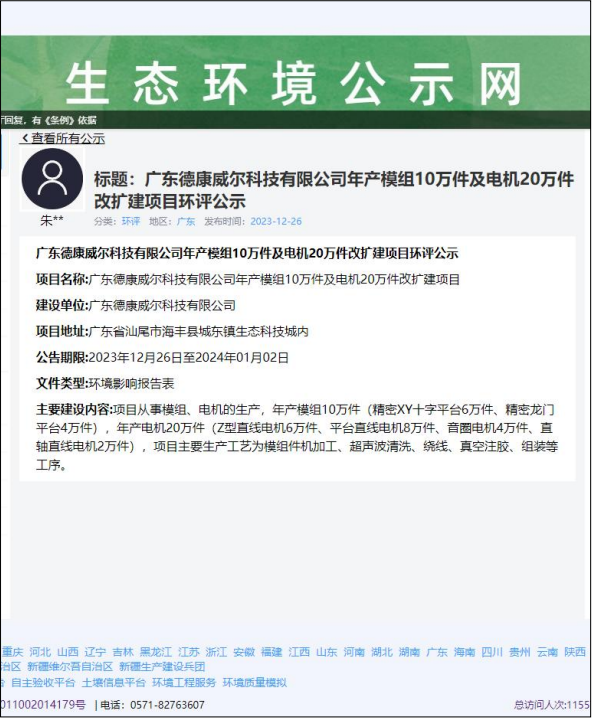 生态环境公示网
回复，有《条例》依据
查看所有公示
朱**
标题：广东德康威尔科技有限公司年产模组10万件及电机20万件
改扩建项目环评公示
分类：环评 地区：广东 发布时间：2023-12-26
广东德康威尔科技有限公司年产模组10万件及电机20万件改扩建项目环评公示
项目名称:广东德康威尔科技有限公司年产模组10万件及电机20万件改扩建项目
建设单位:广东德康威尔科技有限公司
项目地址:广东省汕尾市海丰县城东镇生态科技城内
公告期限:2023年12月26日至2024年01月02日
文件类型:环境影响报告表
主要建设内容:项目从事模组、电机的生产，年产模组10万件（精密XY十字平台6万件、精密龙门
平台4万件），年产电机20万件（Z型直线电机6万件、平台直线电机8万件、音圈电机4万件、直
轴直线电机2万件），项目主要生产工艺为模组件机加工、超声波清洗、绕线、真空注胶、组装等
工序。
重庆 河北 山西 辽宁 吉林 黑龙江 江苏 浙江 安徽 福建 江西 山东 河南 湖北 湖南 广东 海南 四川 贵州 云南 陕西
治区 新疆维尔吾自治区 新疆生产建设兵团
自主验收平台 土壤信息平台 环境工程服务 环境质量模拟
011002014179号 | 电话：0571-82763607
总访问人次:1155